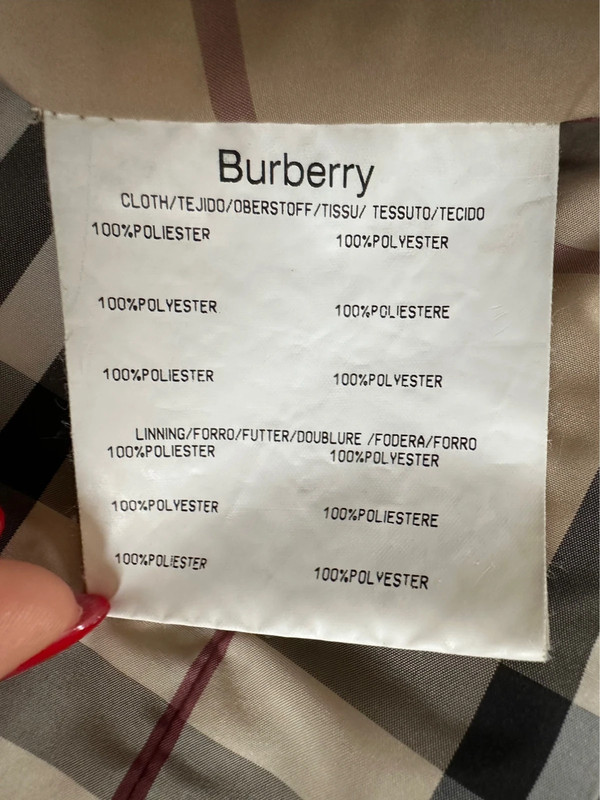 Burberry
CLOTH/TEJIDO/OBERSTOFF/TISSU/ TESSUTO/TECIDO
100%POLIESTER 100%POLYESTER
100%POLYESTER 100%POLIESTERE
100%POLIESTER 100%POLYESTER
LINNING/FORRO/FUTTER/DOUBLURE /FODERA/FORRO
100%POLIESTER 100%POLYESTER
100%POLYESTER 100%POLIESTERE
100%POLIESTER 100%POLYESTER